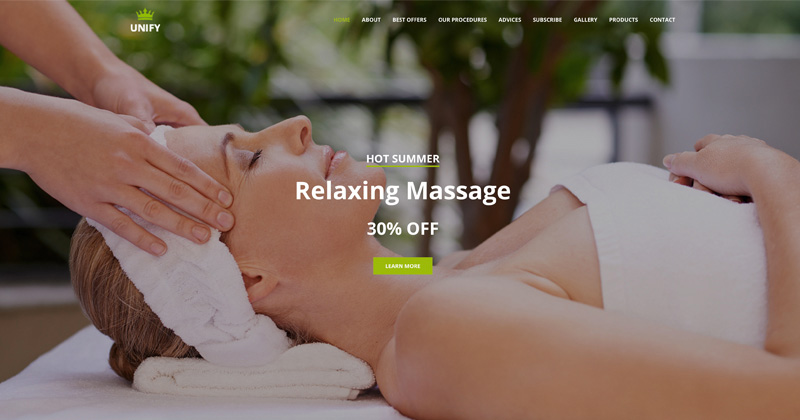 UNIFY
HOME ABOUT BEST OFFERS OUR PROCEDURES ADVICES SUBSCRIBE GALLERY PRODUCTS CONTACT
HOT SUMMER
Relaxing Massage
30% OFF
LEARN MORE